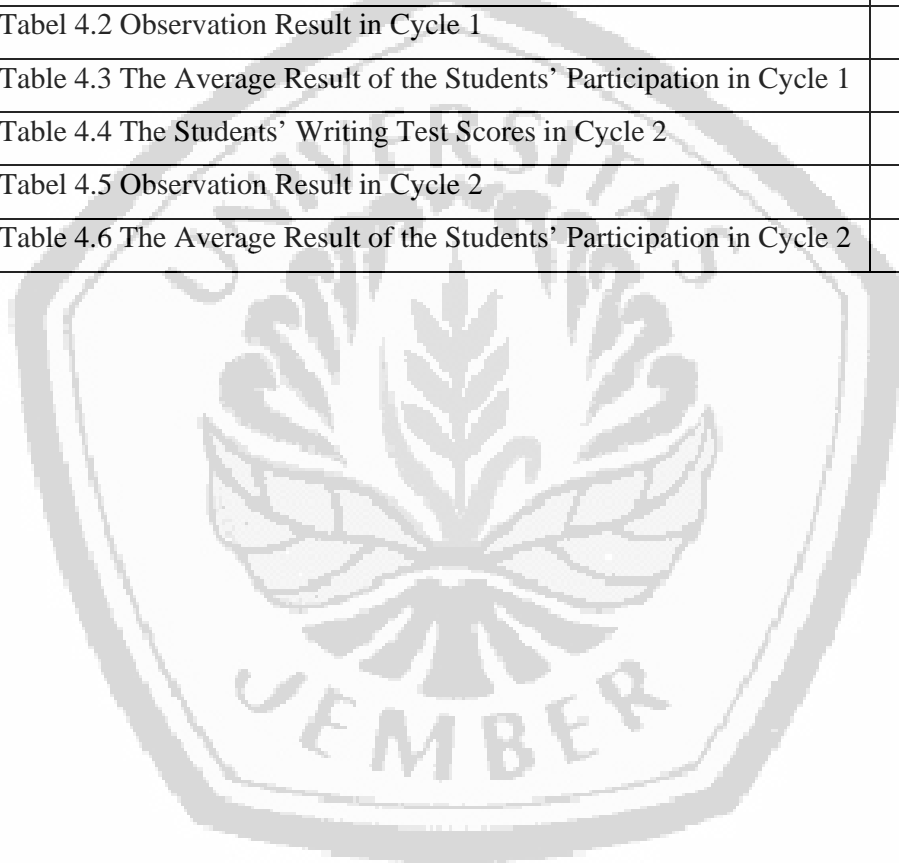 Tabel 4.2 Observation Result in Cycle 1
Table 4.3 The Average Result of the Students’ Participation in Cycle 1
Table 4.4 The Students’ Writing Test Scores in Cycle 2
Tabel 4.5 Observation Result in Cycle 2
Table 4.6 The Average Result of the Students’ Participation in Cycle 2
UNIVERSITAS
JEMBER